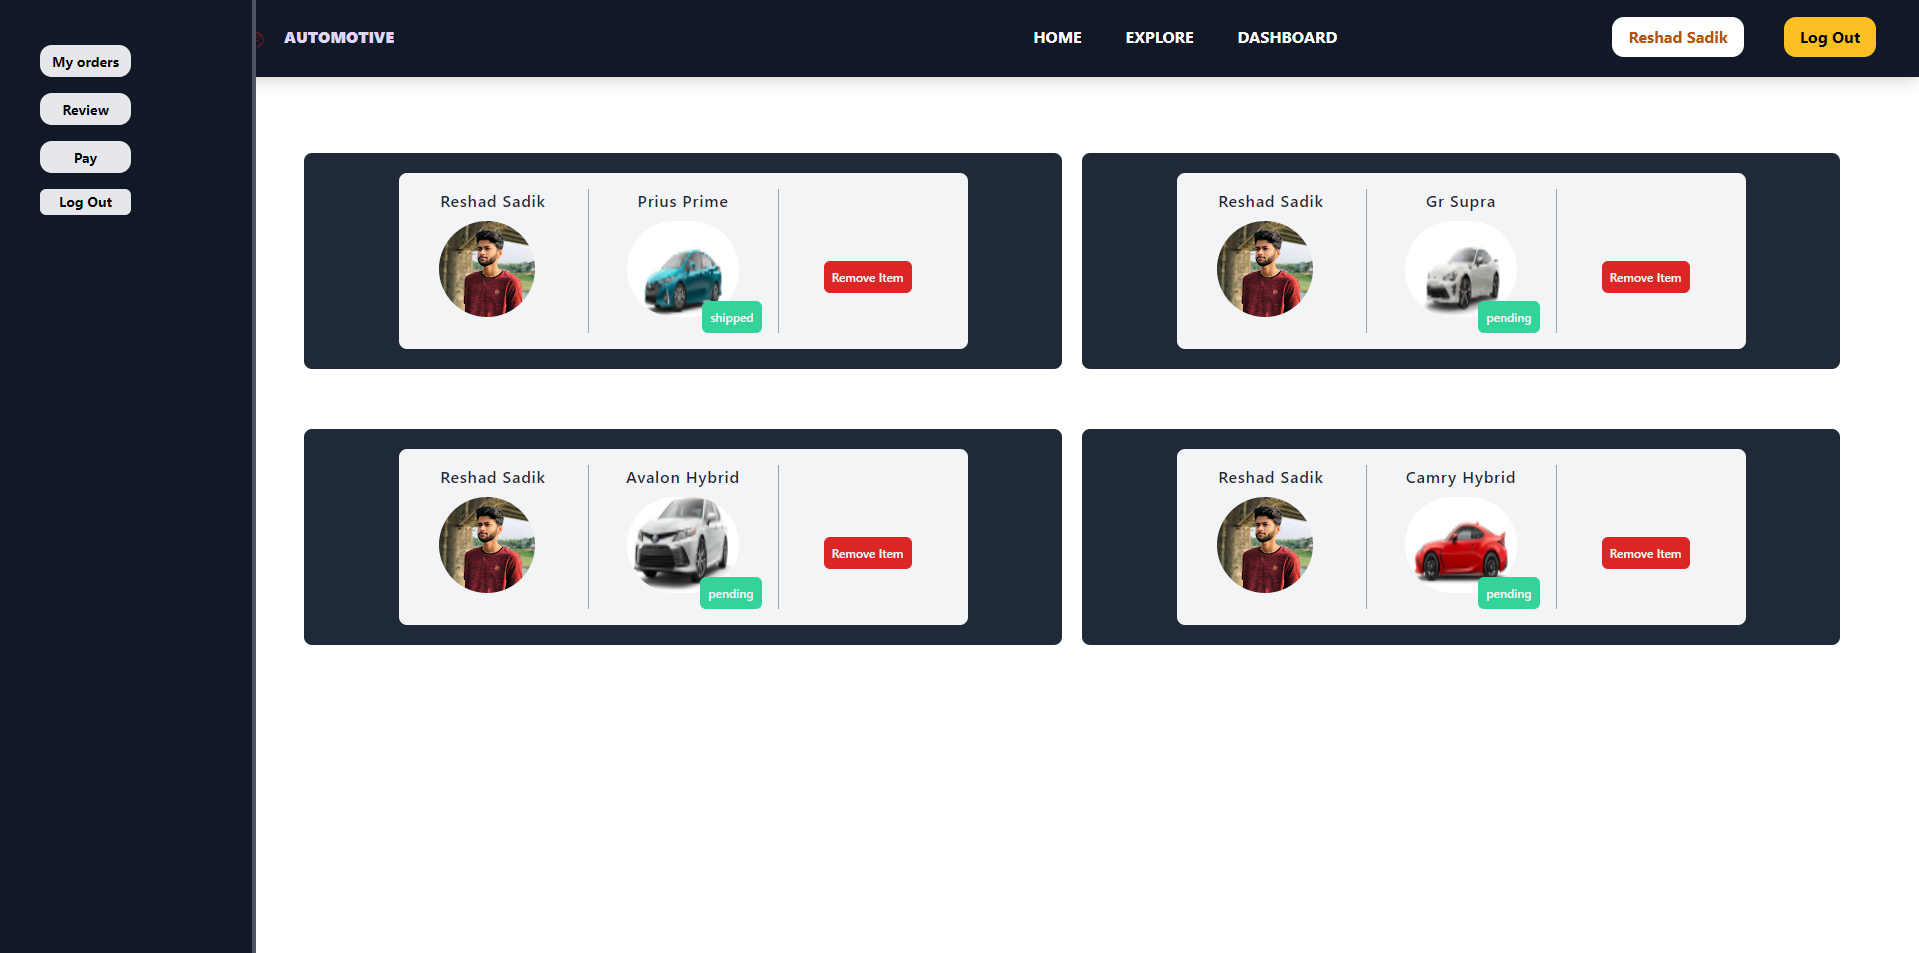 My orders
Review
Pay
Log Out
AUTOMOTIVE
HOME
EXPLORE
DASHBOARD
Reshad Sadik
Log Out
Reshad Sadik
Prius Prime
shipped
Remove Item
Reshad Sadik
Gr Supra
pending
Remove Item
Reshad Sadik
Avalon Hybrid
pending
Remove Item
Reshad Sadik
Camry Hybrid
pending
Remove Item